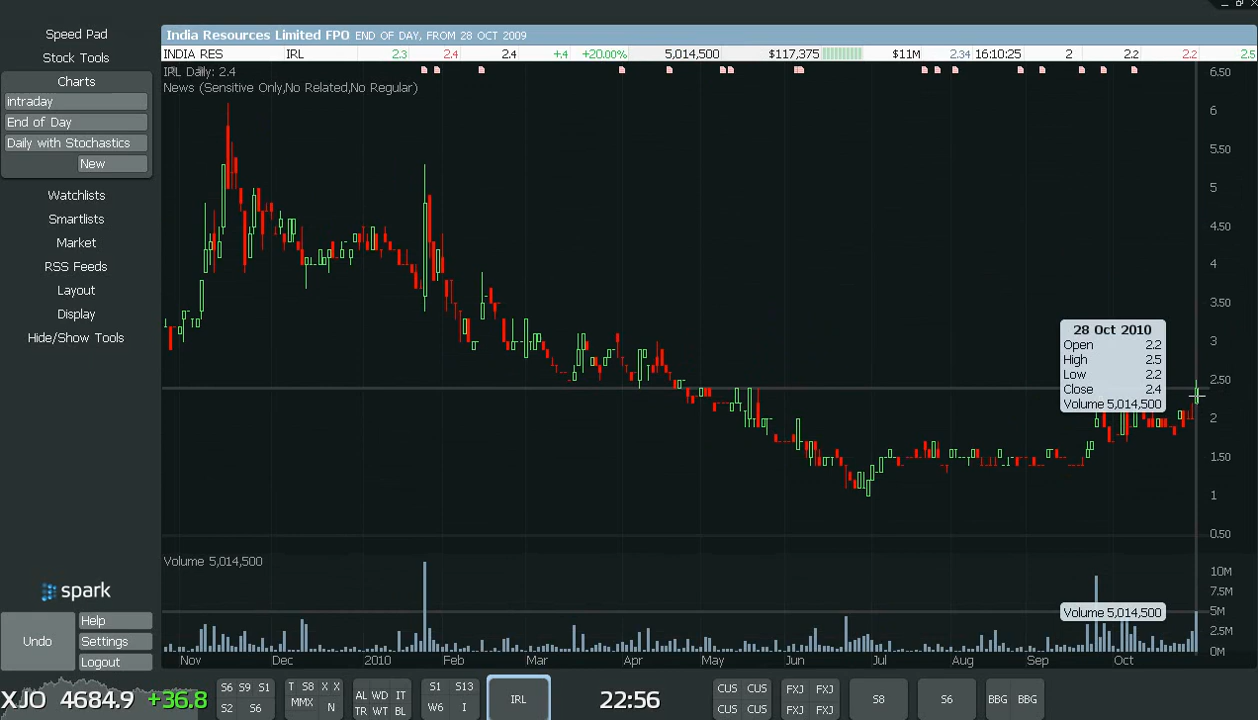 Speed Pad
Stock Tools
Charts
intraday
End of Day
Daily with Stochastics
New
Watchlists
Smartlists
Market
RSS Feeds
Layout
Display
Hide/Show Tools
spark
Undo
Help
Settings
Logout
India Resources Limited FPO END OF DAY, FROM 28 OCT 2009
INDIA RES IRL 2.3 2.4 2.4 +.4 +20.00% 5,014,500 $117,375 $11M 2.34 16:10:25 2 2.2 2.2 2.5
IRL Daily: 2.4
News (Sensitive Only,No Related,No Regular)
6.50
6
5.50
5
4.50
4
3.50
3
2.50
2
1.50
1
0.50
28 Oct 2010
Open 2.2
High 2.5
Low 2.2
Close 2.4
Volume 5,014,500
Volume 5,014,500
10M
7.5M
5M
2.5M
0M
Volume 5,014,500
Nov Dec 2010 Feb Mar Apr May Jun Jul Aug Sep Oct
XJO 4684.9 +36.8
S6 S9 S1
S2 S6
T S8 X X
MMX N
AL WD IT
TR WT BL
S1 S13
W6 I
IRL
22:56
CUS CUS
CUS CUS
FXJ FXJ
FXJ FXJ
S8
S6
BBG BBG